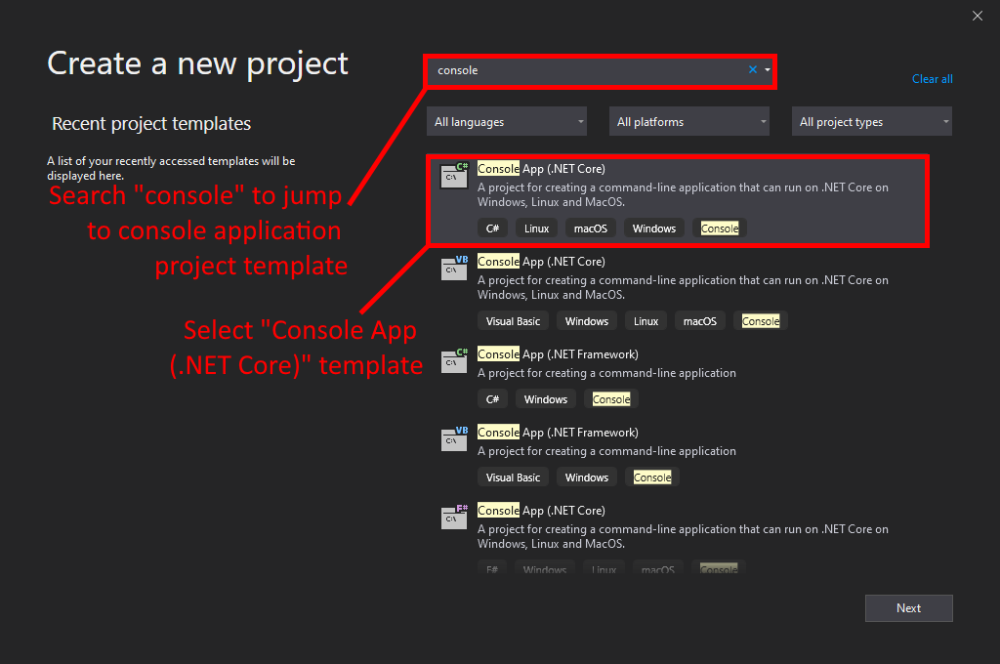 Create a new project
console
Clear all
Recent project templates
All languages
All platforms
All project types
A list of your recently accessed templates will be
displayed here.
Search "console" to jump
to console application
project template
Select "Console App
(.NET Core)" template
C#
C:\
Console App (.NET Core)
A project for creating a command-line application that can run on .NET Core on
Windows, Linux and MacOS.
C# Linux macOS Windows Console
VB
C:\
Console App (.NET Core)
A project for creating a command-line application that can run on .NET Core on
Windows, Linux and MacOS.
Visual Basic Windows Linux macOS Console
C#
C:\
Console App (.NET Framework)
A project for creating a command-line application
C# Windows Console
VB
C:\
Console App (.NET Framework)
A project for creating a command-line application
Visual Basic Windows Console
F#
C:\
Console App (.NET Core)
A project for creating a command-line application that can run on .NET Core on
Windows, Linux and MacOS.
F# Windows Linux macOS Console
Next